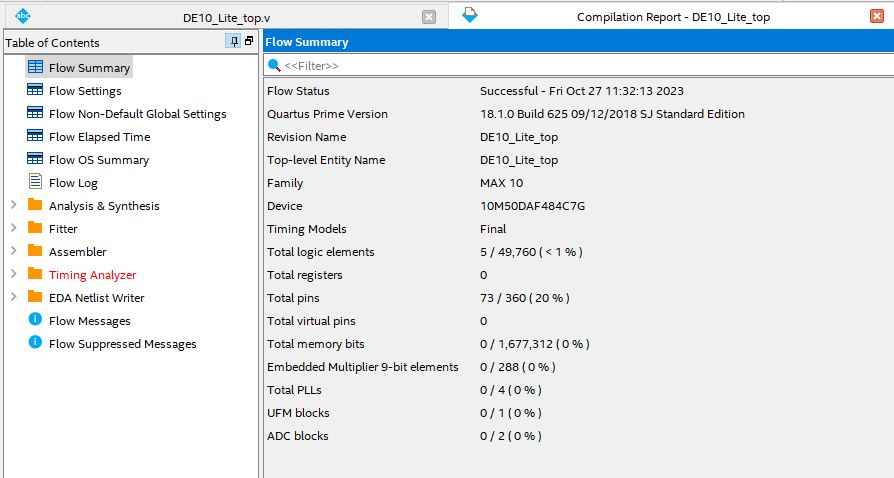 DE10_Lite_top.v
Compilation Report - DE10_Lite_top
Table of Contents
Flow Summary
Flow Settings
Flow Non-Default Global Settings
Flow Elapsed Time
Flow OS Summary
Flow Log
Analysis & Synthesis
Fitter
Assembler
Timing Analyzer
EDA Netlist Writer
Flow Messages
Flow Suppressed Messages
Flow Summary
<<Filter>>
Flow Status Successful - Fri Oct 27 11:32:13 2023
Quartus Prime Version 18.1.0 Build 625 09/12/2018 SJ Standard Edition
Revision Name DE10_Lite_top
Top-level Entity Name DE10_Lite_top
Family MAX 10
Device 10M50DAF484C7G
Timing Models Final
Total logic elements 5 / 49,760 ( < 1 % )
Total registers 0
Total pins 73 / 360 ( 20 % )
Total virtual pins 0
Total memory bits 0 / 1,677,312 ( 0 % )
Embedded Multiplier 9-bit elements 0 / 288 ( 0 % )
Total PLLs 0 / 4 ( 0 % )
UFM blocks 0 / 1 ( 0 % )
ADC blocks 0 / 2 ( 0 % )